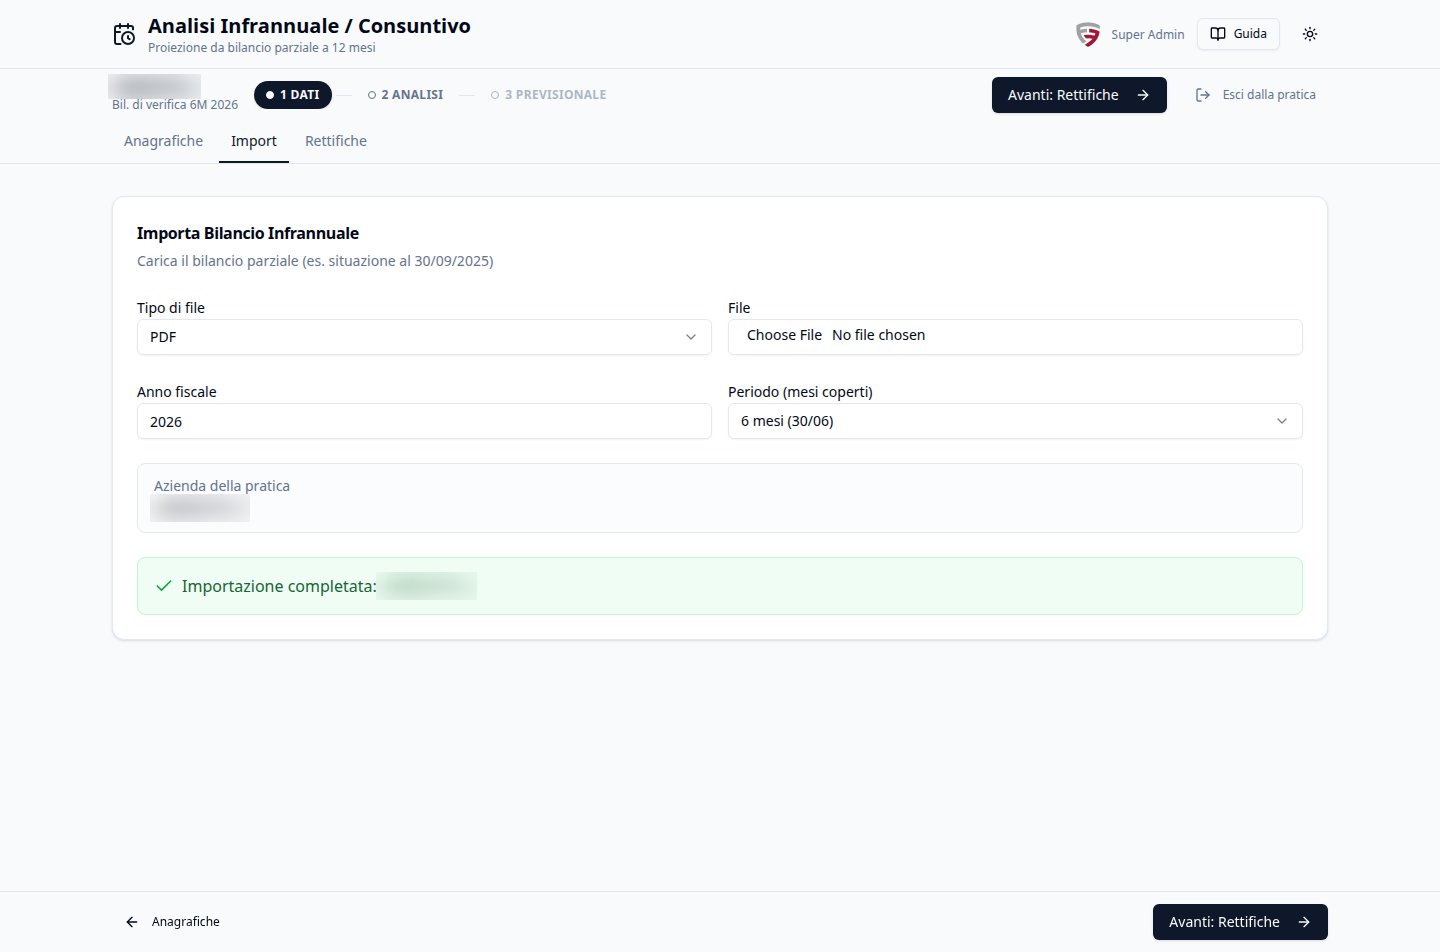 Analisi Infrannuale / Consuntivo
Proiezione da bilancio parziale a 12 mesi
Super Admin
Guida
Bil. di verifica 6M 2026
1 DATI
2 ANALISI
3 PREVISIONALE
Avanti: Rettifiche
Esci dalla pratica
Anagrafiche
Import
Rettifiche
Importa Bilancio Infrannuale
Carica il bilancio parziale (es. situazione al 30/09/2025)
Tipo di file
File
PDF
Choose File No file chosen
Anno fiscale
Periodo (mesi coperti)
2026
6 mesi (30/06)
Azienda della pratica
Importazione completata:
Anagrafiche
Avanti: Rettifiche